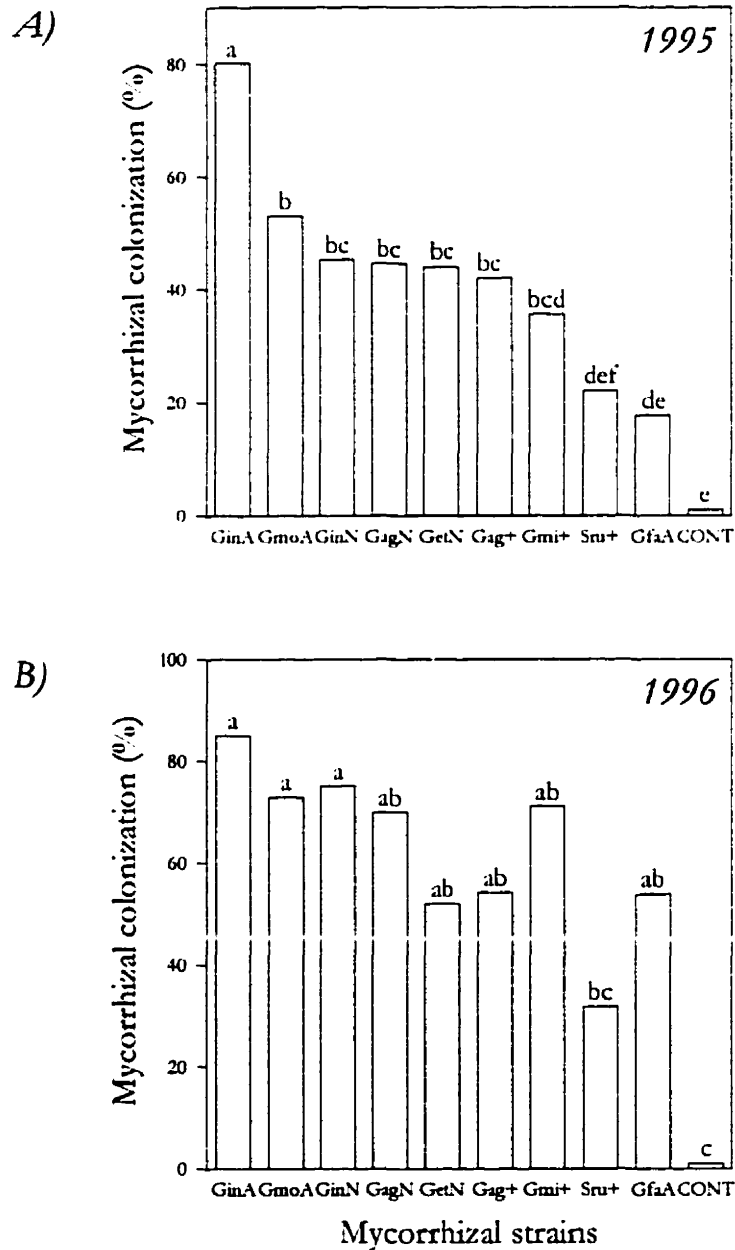 A)
1995
Mycorrhizal colonization (%)
80
60
40
20
0
a
b
bc
bc
bc
bc
bcd
def
de
e
GinA GmoA GinN GagN GetN Gag+ Gmi+ Sru+ GfaA CONT
B)
1996
Mycorrhizal colonization (%)
100
80
60
40
20
0
a
a
a
ab
ab
ab
ab
bc
ab
c
GinA GmoA GinN GagN GetN Gag+ Gmi+ Sru+ GfaA CONT
Mycorrhizal strains